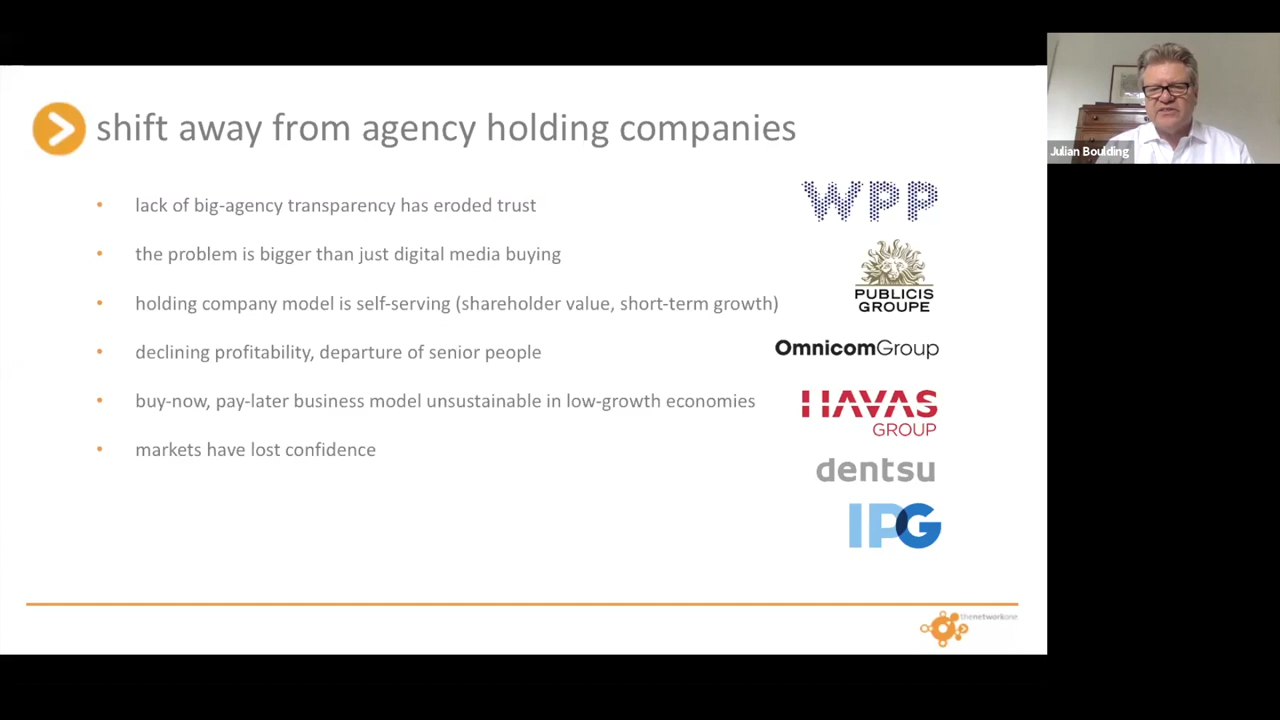 shift away from agency holding companies
Julian Boulding
lack of big-agency transparency has eroded trust
the problem is bigger than just digital media buying
holding company model is self-serving (shareholder value, short-term growth)
declining profitability, departure of senior people
buy-now, pay-later business model unsustainable in low-growth economies
markets have lost confidence
WPP
PUBLICIS
GROUPE
OmnicomGroup
HAVAS
GROUP
dentsu
IPG
thenetworkone